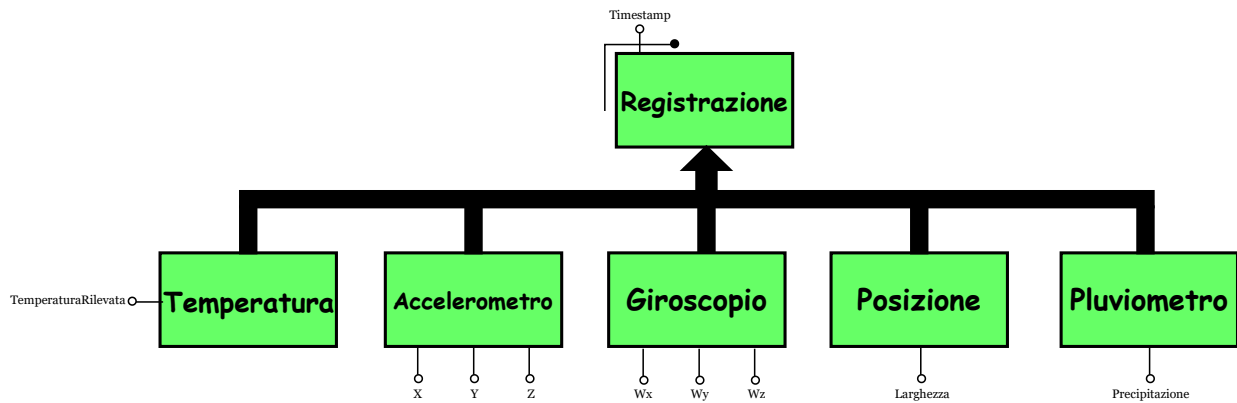 Timestamp
Registrazione
TemperaturaRilevata
Temperatura
Accelerometro
Giroscopio
Posizione
Pluviometro
X Y Z Wx Wy Wz Larghezza Precipitazione